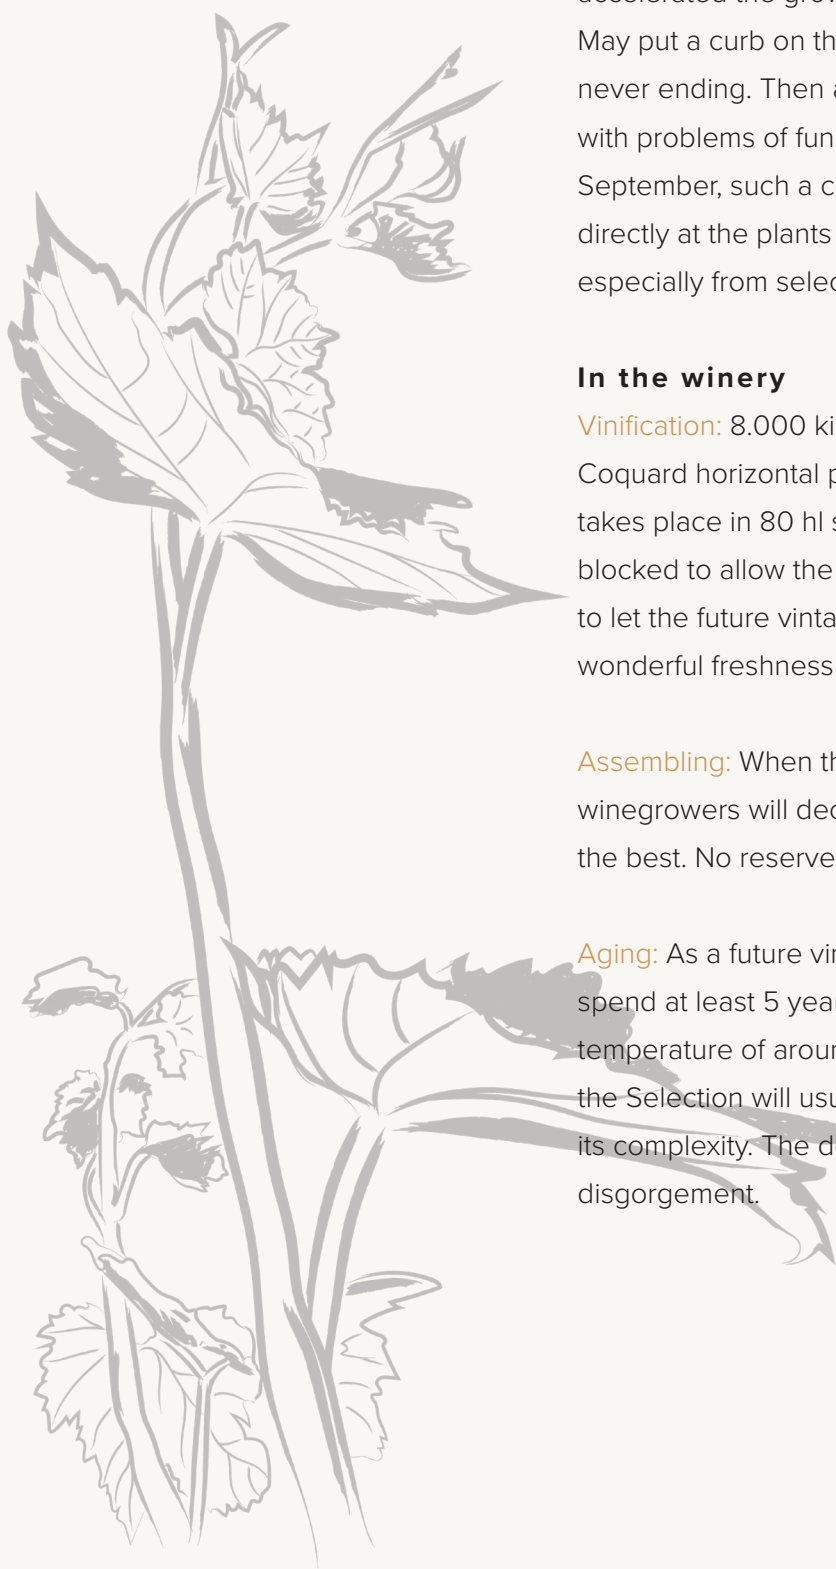 May put a curb on th
never ending. Then a
with problems of fun
September, such a c
directly at the plants
especially from selec
In the winery
Vinification: 8.000 ki
Coquard horizontal p
takes place in 80 hl s
blocked to allow the
to let the future vinta
wonderful freshness
Assembling: When th
winegrowers will dec
the best. No reserve
Aging: As a future vin
spend at least 5 year
temperature of aroun
the Selection will usu
its complexity. The d
disgorgement.